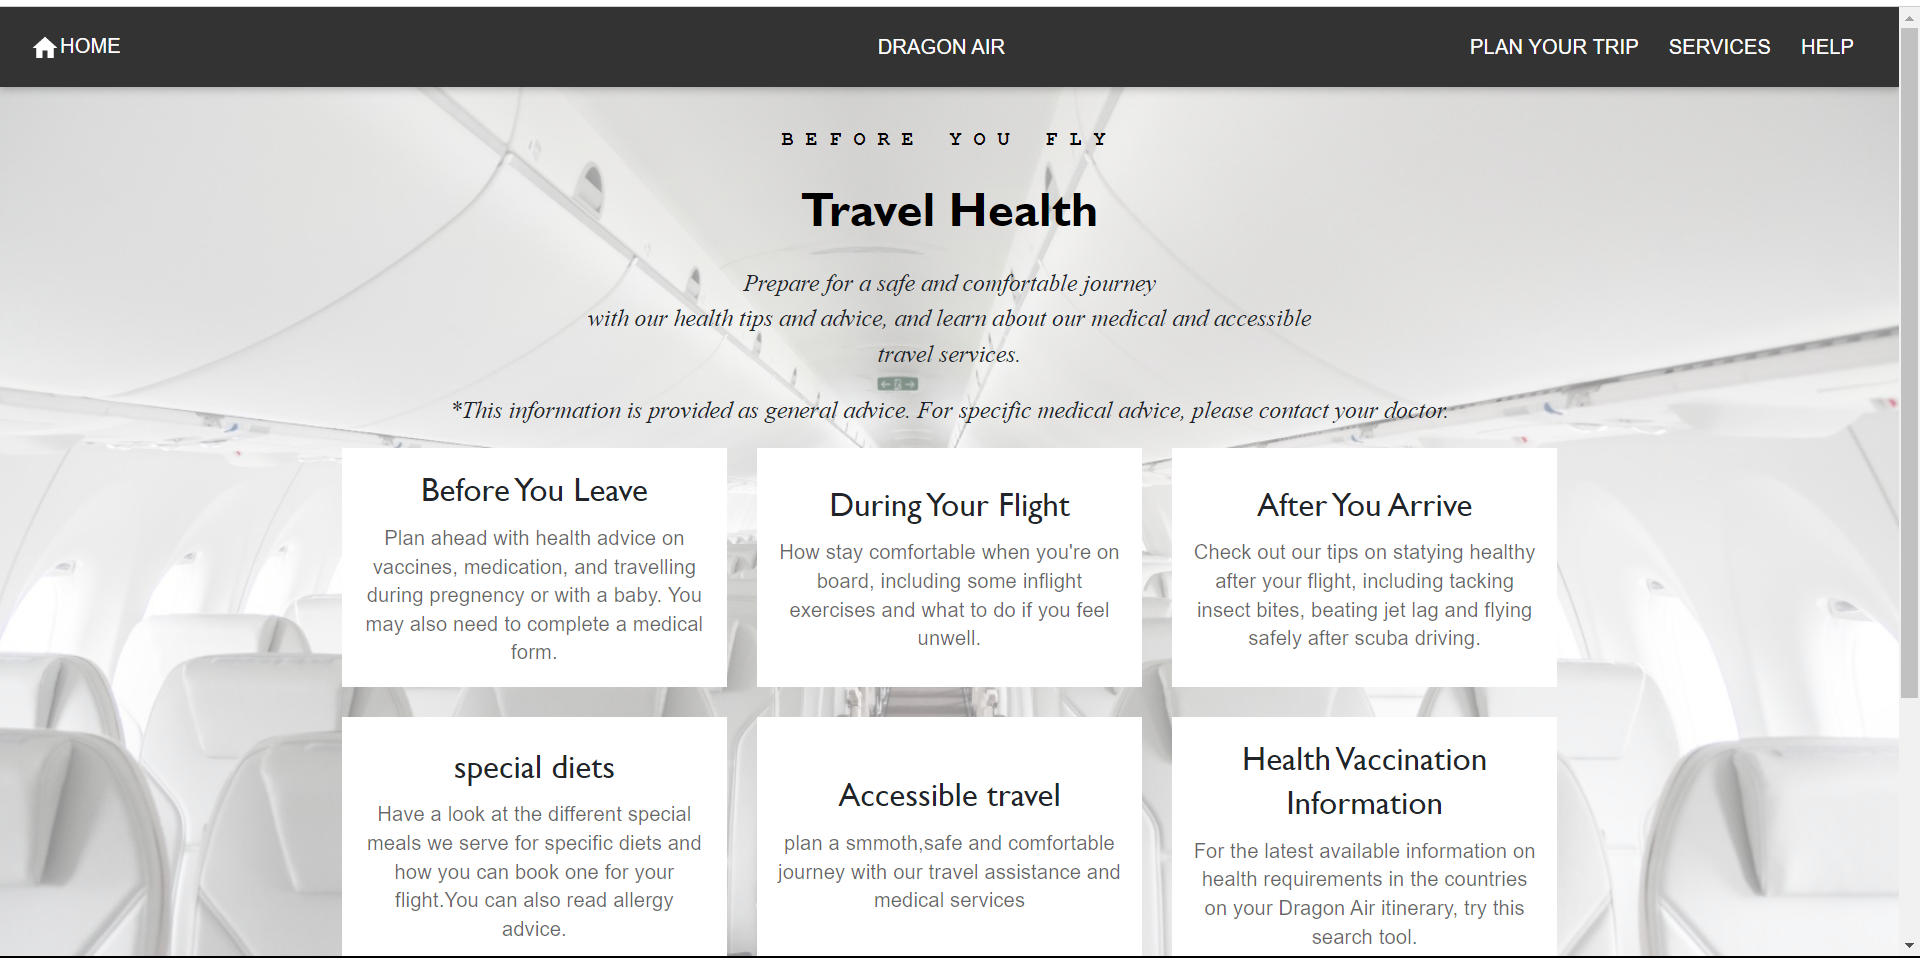 HOME
DRAGON AIR
PLAN YOUR TRIP
SERVICES
HELP
BEFORE YOU FLY
Travel Health
Prepare for a safe and comfortable journey
with our health tips and advice, and learn about our medical and accessible
travel services.
*This information is provided as general advice. For specific medical advice, please contact your doctor.
Before You Leave
Plan ahead with health advice on
vaccines, medication, and travelling
during pregnency or with a baby. You
may also need to complete a medical
form.
During Your Flight
How stay comfortable when you're on
board, including some inflight
exercises and what to do if you feel
unwell.
After You Arrive
Check out our tips on statying healthy
after your flight, including tacking
insect bites, beating jet lag and flying
safely after scuba driving.
special diets
Have a look at the different special
meals we serve for specific diets and
how you can book one for your
flight.You can also read allergy
advice.
Accessible travel
plan a smmoth,safe and comfortable
journey with our travel assistance and
medical services
Health Vaccination
Information
For the latest available information on
health requirements in the countries
on your Dragon Air itinerary, try this
search tool.